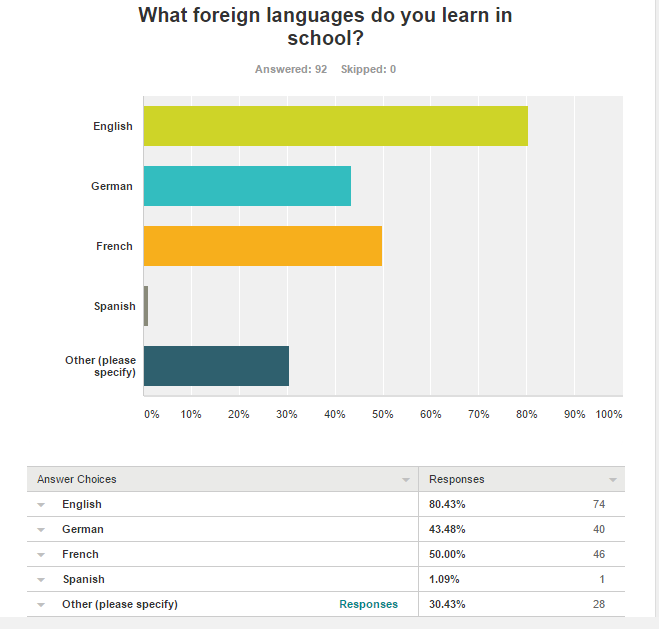 What foreign languages do you learn in
school?
Answered: 92 Skipped: 0
English
German
French
Spanish
Other (please
specify)
0% 10% 20% 30% 40% 50% 60% 70% 80% 90% 100%
Answer Choices Responses
English 80.43% 74
German 43.48% 40
French 50.00% 46
Spanish 1.09% 1
Other (please specify) Responses 30.43% 28